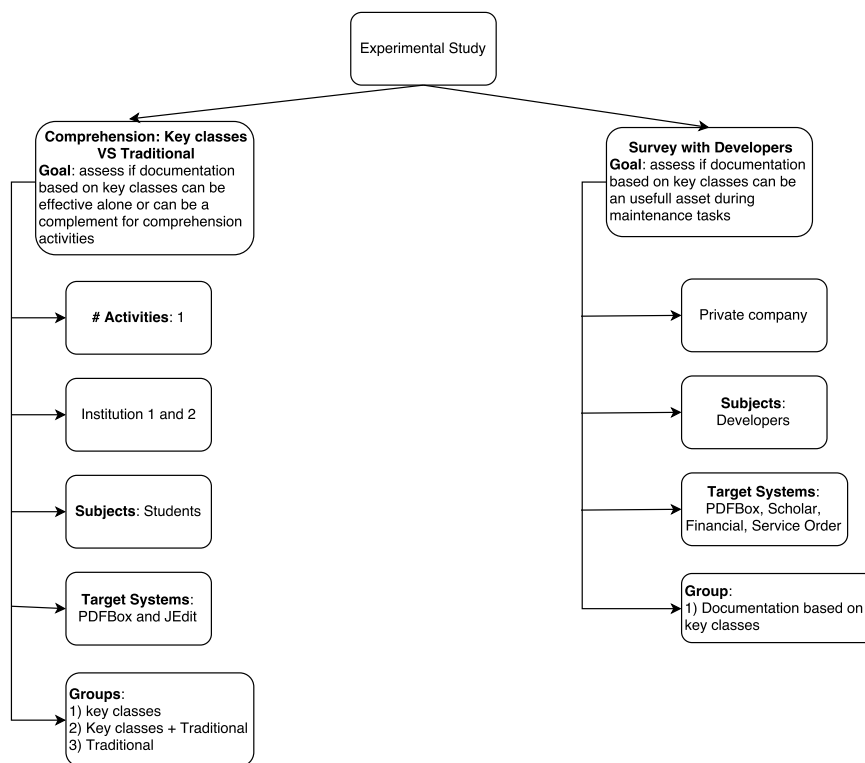 Experimental Study
Comprehension: Key classes
VS Traditional
Goal: assess if documentation
based on key classes can be
effective alone or can be a
complement for comprehension
activities
# Activities: 1
Institution 1 and 2
Subjects: Students
Target Systems:
PDFBox and JEdit
Groups:
1) key classes
2) Key classes + Traditional
3) Traditional
Survey with Developers
Goal: assess if documentation
based on key classes can be
an usefull asset during
maintenance tasks
Private company
Subjects:
Developers
Target Systems:
PDFBox, Scholar,
Financial, Service Order
Group:
1) Documentation based on
key classes